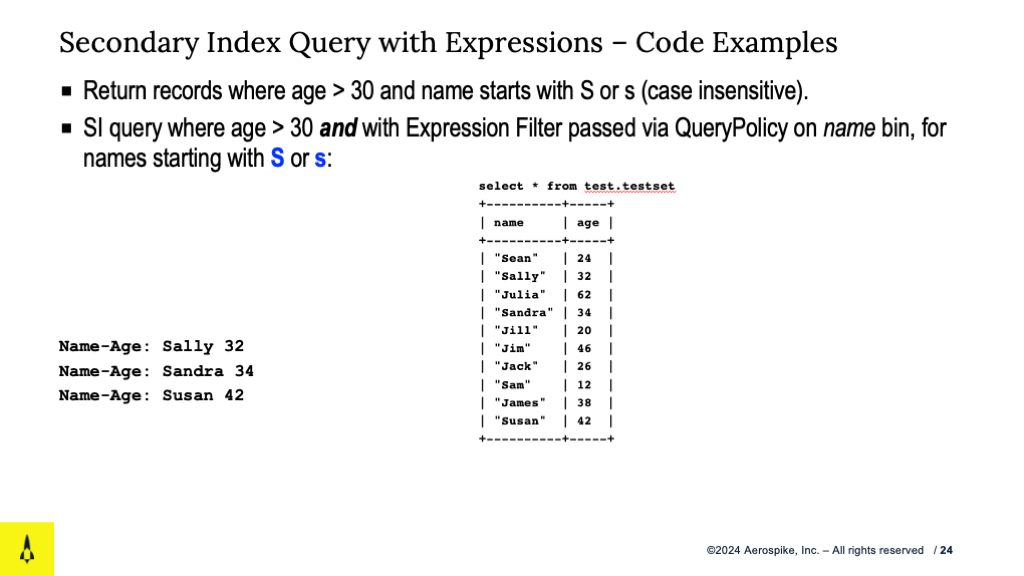 Secondary Index Query with Expressions – Code Examples
▪ Return records where age > 30 and name starts with S or s (case insensitive).
▪ SI query where age > 30 and with Expression Filter passed via QueryPolicy on name bin, for
names starting with S or s:
select * from test.testset
+----------+-----+
| name     | age |
+----------+-----+
| "Sean"   | 24  |
| "Sally"  | 32  |
| "Julia"  | 62  |
| "Sandra" | 34  |
| "Jill"   | 20  |
| "Jim"    | 46  |
| "Jack"   | 26  |
| "Sam"    | 12  |
| "James"  | 38  |
| "Susan"  | 42  |
+----------+-----+
Name-Age: Sally 32
Name-Age: Sandra 34
Name-Age: Susan 42
©2024 Aerospike, Inc. – All rights reserved / 24